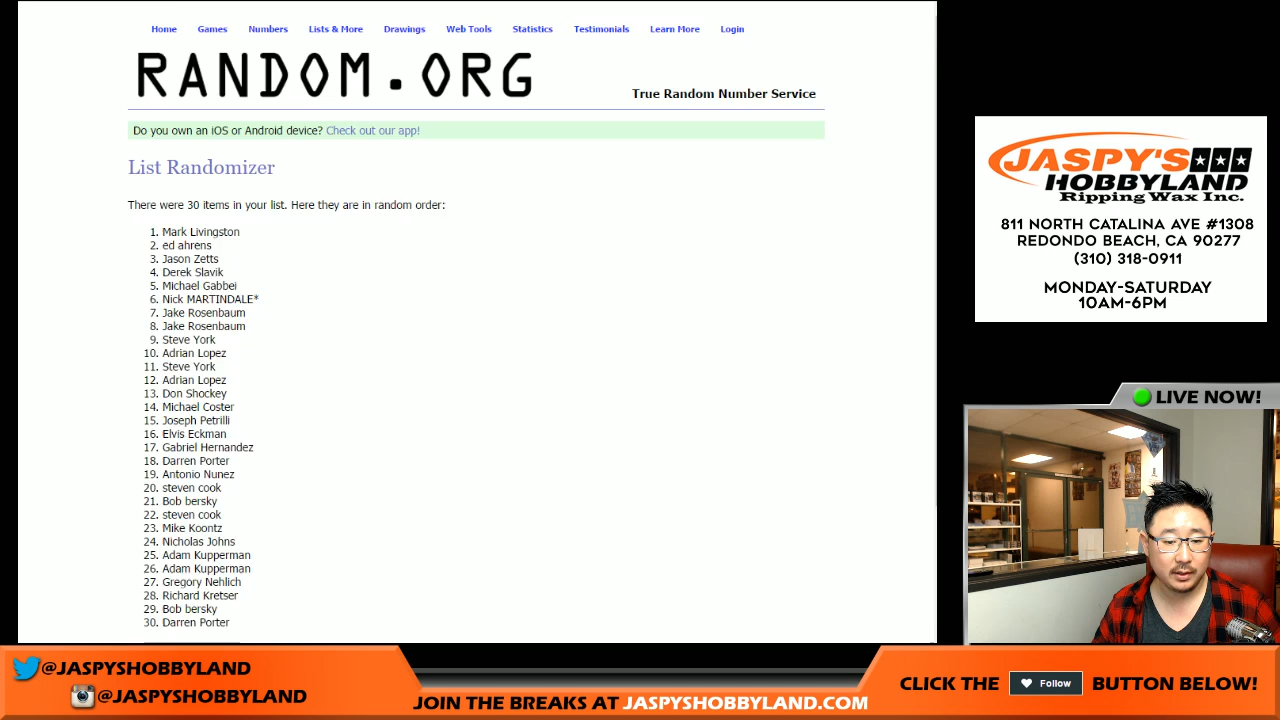 Home Games Numbers Lists & More Drawings Web Tools Statistics Testimonials Learn More Login
RANDOM.ORG
True Random Number Service
Do you own an iOS or Android device? Check out our app!
List Randomizer
There were 30 items in your list. Here they are in random order:
1. Mark Livingston
2. ed ahrens
3. Jason Zetts
4. Derek Slavik
5. Michael Gabbei
6. Nick MARTINDALE*
7. Jake Rosenbaum
8. Jake Rosenbaum
9. Steve York
10. Adrian Lopez
11. Steve York
12. Adrian Lopez
13. Don Shockey
14. Michael Coster
15. Joseph Petrilli
16. Elvis Eckman
17. Gabriel Hernandez
18. Darren Porter
19. Antonio Nunez
20. steven cook
21. Bob bersky
22. steven cook
23. Mike Koontz
24. Nicholas Johns
25. Adam Kupperman
26. Adam Kupperman
27. Gregory Nehlich
28. Richard Kretser
29. Bob bersky
30. Darren Porter
JASPY'S
HOBBYLAND
Ripping Wax Inc.
811 NORTH CATALINA AVE #1308
REDONDO BEACH, CA 90277
(310) 318-0911
MONDAY-SATURDAY
10AM-6PM
LIVE NOW!
@JASPYSHOBBYLAND
@JASPYSHOBBYLAND
JOIN THE BREAKS AT JASPYSHOBBYLAND.COM
CLICK THE Follow BUTTON BELOW!